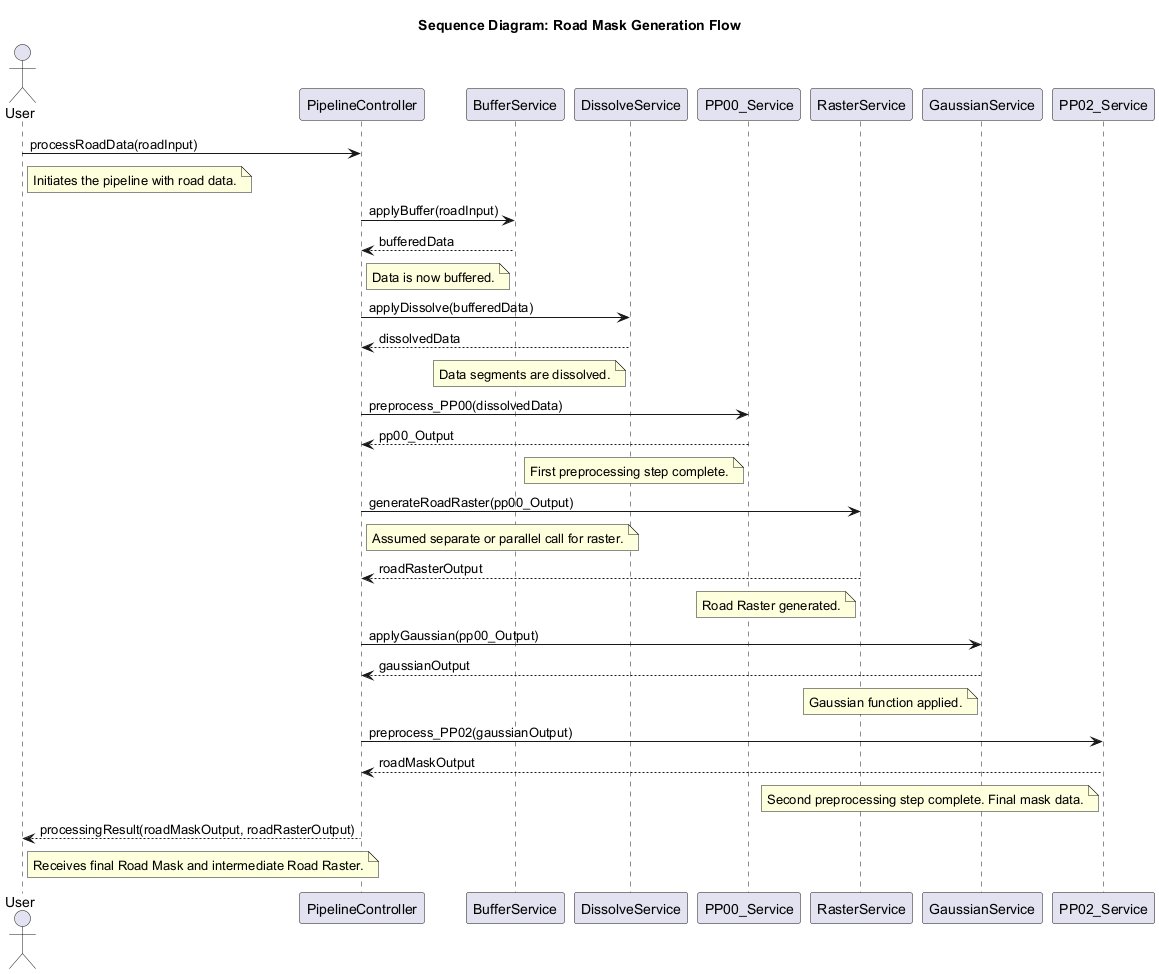 Sequence Diagram: Road Mask Generation Flow
User
PipelineController
BufferService
DissolveService
PP00_Service
RasterService
GaussianService
PP02_Service
processRoadData(roadInput)
Initiates the pipeline with road data.
applyBuffer(roadInput)
bufferedData
Data is now buffered.
applyDissolve(bufferedData)
dissolvedData
Data segments are dissolved.
preprocess_PP00(dissolvedData)
pp00_Output
First preprocessing step complete.
generateRoadRaster(pp00_Output)
Assumed separate or parallel call for raster.
roadRasterOutput
Road Raster generated.
applyGaussian(pp00_Output)
gaussianOutput
Gaussian function applied.
preprocess_PP02(gaussianOutput)
roadMaskOutput
Second preprocessing step complete. Final mask data.
processingResult(roadMaskOutput, roadRasterOutput)
Receives final Road Mask and intermediate Road Raster.
User
PipelineController
BufferService
DissolveService
PP00_Service
RasterService
GaussianService
PP02_Service